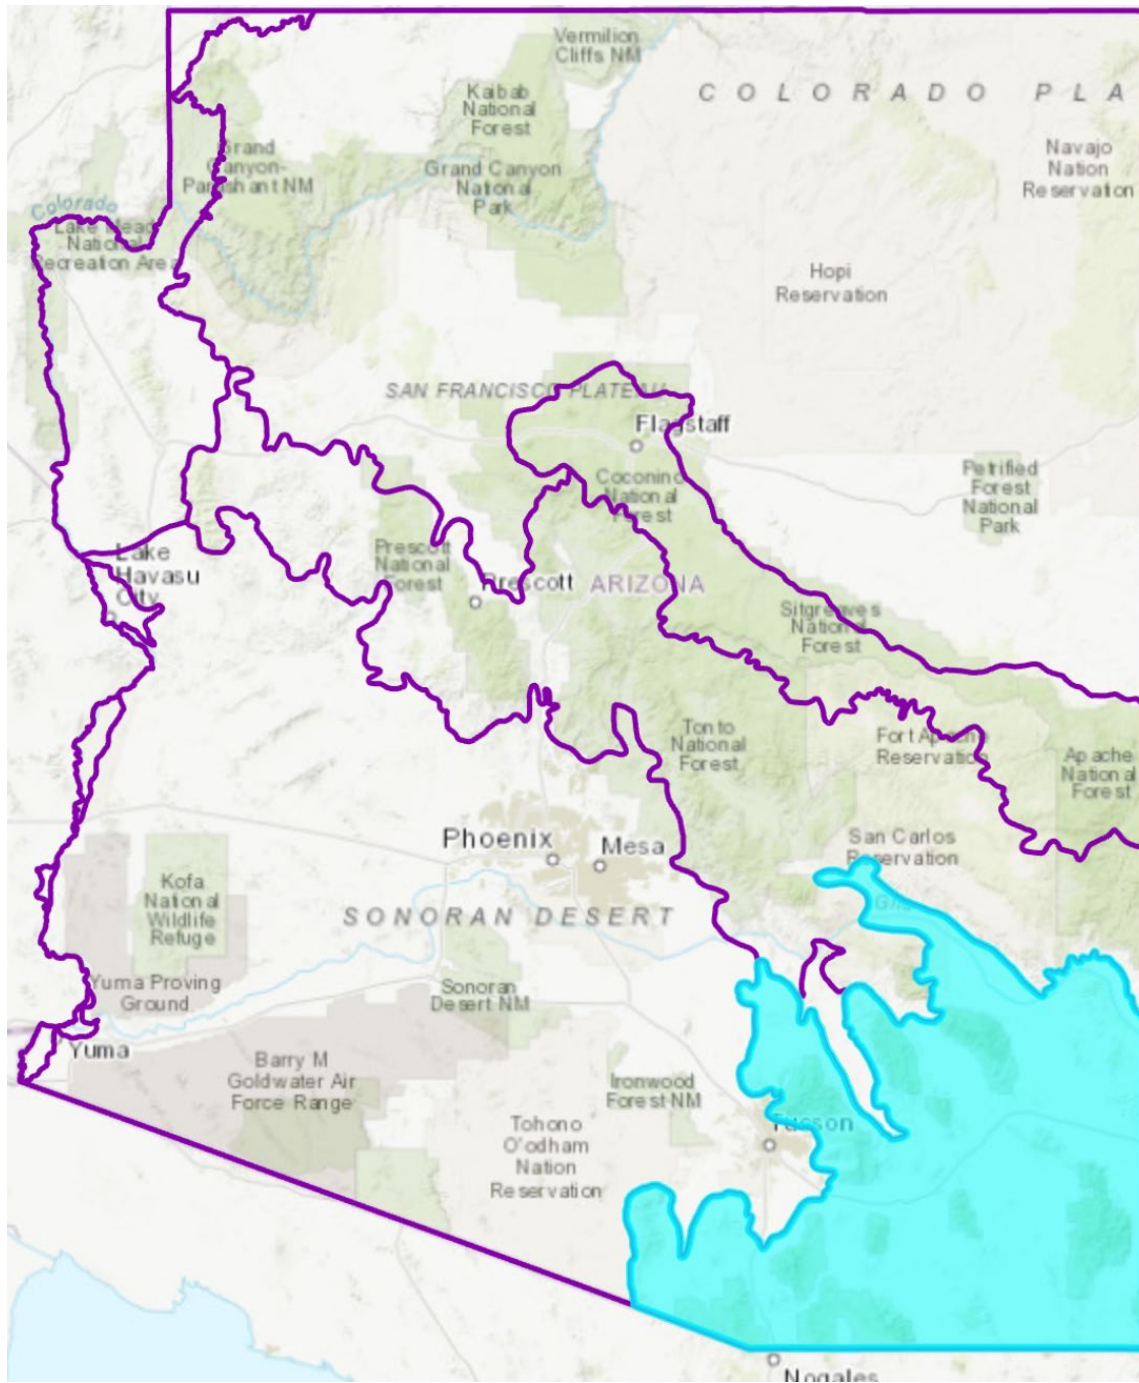 Vermilion
Cliffs NM
COLORADO PLA
Kaibab
National
Forest
Navajo
Nation
Reservation
Grand
Canyon-
Parashant NM
Grand Canyon
National
Park
Colorado
Lake Mead
National
Recreation Area
Hopi
Reservation
SAN FRANCISCO PLATEAU
Flagstaff
Coconino
National
Forest
Petrified
Forest
National
Park
Lake
Havasu
City
Prescott
National
Forest
Prescott
ARIZONA
Sitgreaves
National
Forest
Tonto
National
Forest
Fort Apache
Reservation
Apache
National
Forest
Phoenix
Mesa
San Carlos
Reservation
Kofa
National
Wildlife
Refuge
SONORAN DESERT
Gila
Yuma Proving
Ground
Sonoran
Desert NM
Yuma
Barry M
Goldwater Air
Force Range
Ironwood
Forest NM
Tohono
O'odham
Nation
Reservation
Tucson
Nogales